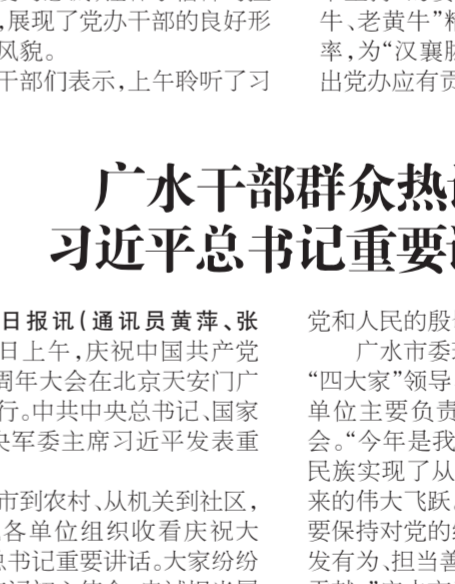 ,展现了党办干部的良好形
风貌。
干部们表示,上午聆听了习
牛、老黄牛”
率,为“汉襄
出党办应有
广水干部群众热
习近平总书记重要
日报讯(通讯员黄萍、张
日上午,庆祝中国共产党
周年大会在北京天安门广
行。中共中央总书记、国家
央军委主席习近平发表重
市到农村、从机关到社区,
各单位组织收看庆祝大
总书记重要讲话。大家纷纷
党和人民的殷
广水市委
“四大家”领导
单位主要负责
会。“今年是我
民族实现了从
来的伟大飞跃
要保持对党的
发有为、担当善